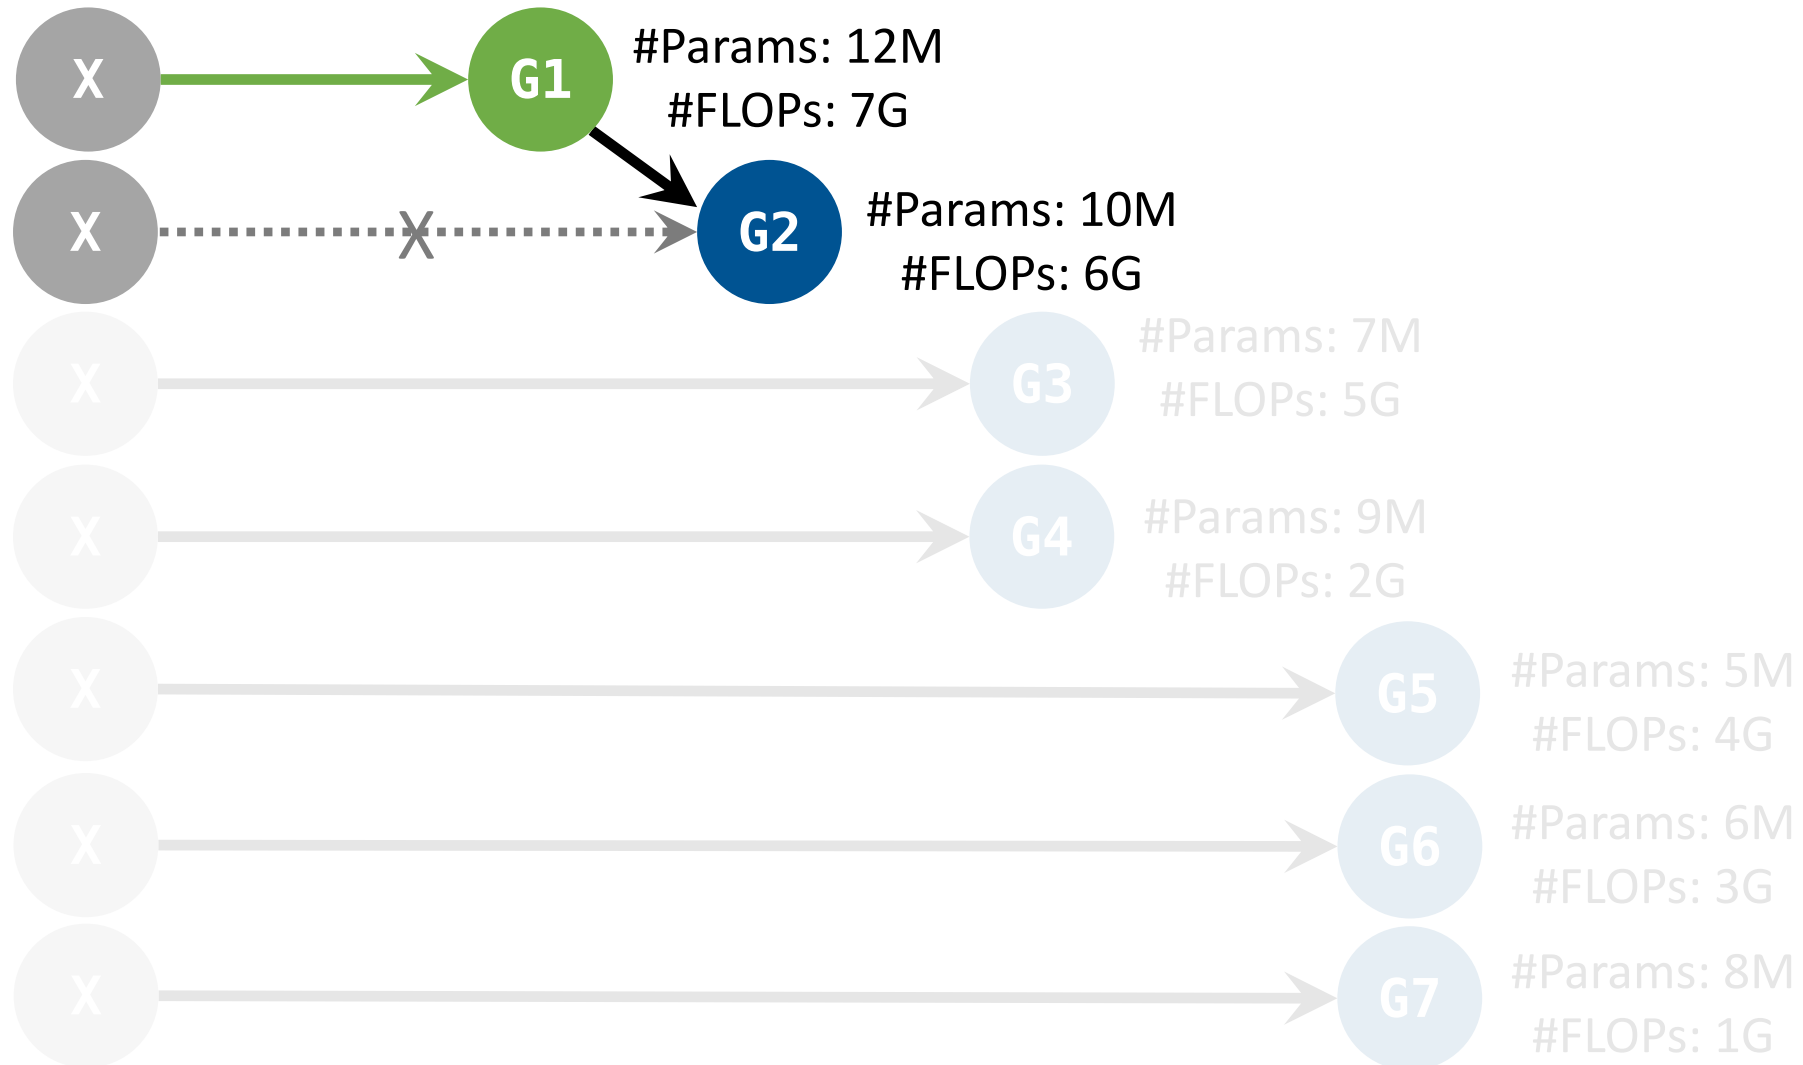 X G1 #Params: 12M
#FLOPs: 7G
X X G2 #Params: 10M
#FLOPs: 6G
X G3 #Params: 7M
#FLOPs: 5G
X G4 #Params: 9M
#FLOPs: 2G
X G5 #Params: 5M
#FLOPs: 4G
X G6 #Params: 6M
#FLOPs: 3G
X G7 #Params: 8M
#FLOPs: 1G